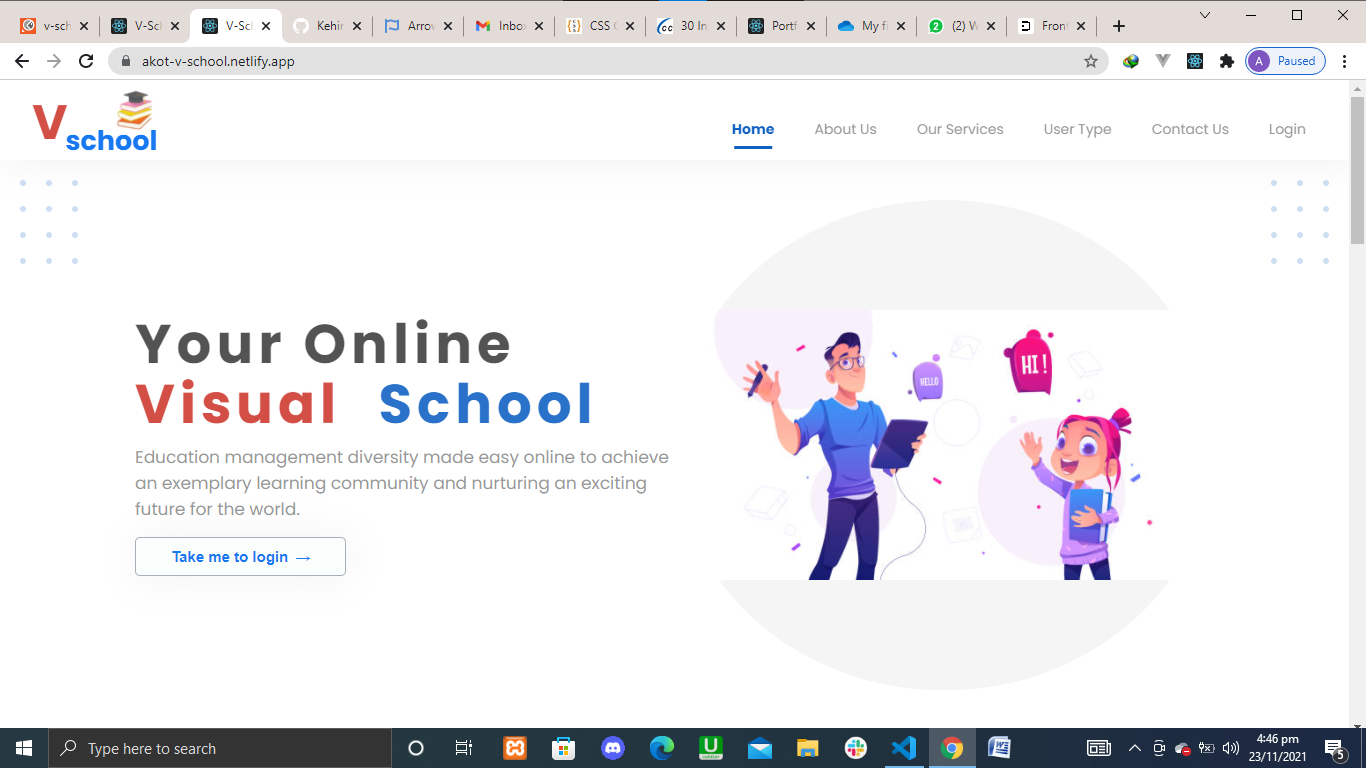 v-sch
V-Sch
V-Sch
Kehin
Arrow
Inbox
CSS
30 In
Portf
My fi
(2) W
Front
akot-v-school.netlify.app
A
Paused
V
school
Home
About Us
Our Services
User Type
Contact Us
Login
Your Online
Visual School
HELLO
HI !
Education management diversity made easy online to achieve
an exemplary learning community and nurturing an exciting
future for the world.
Take me to login →
Type here to search
4:46 pm
23/11/2021
5